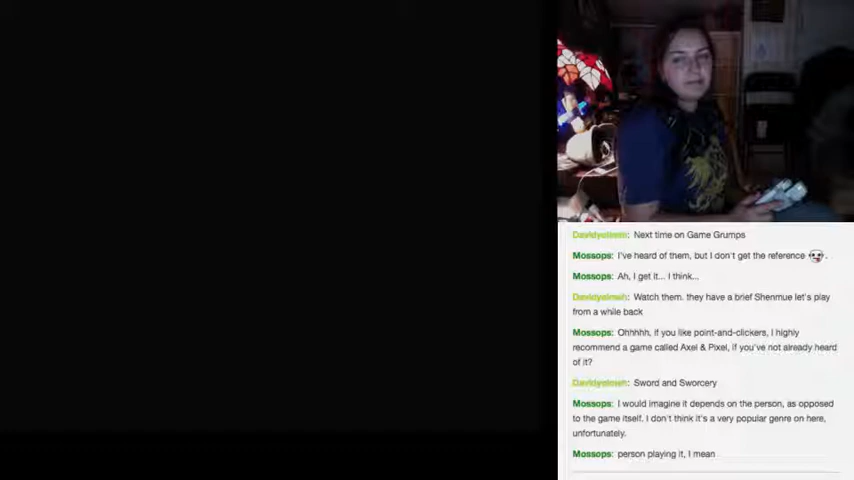 Next time on Game Grumps
Mossops: I've heard of them, but I don't get the reference
Mossops: Ah, I get it... I think...
Watch them. they have a brief Shenmue let's play
from a while back
Mossops: Ohhhhh, if you like point-and-clickers, I highly
recommend a game called Axel & Pixel, if you've not already heard
of it?
Sword and Sworcery
Mossops: I would imagine it depends on the person, as opposed
to the game itself. I don't think it's a very popular genre on here,
unfortunately.
Mossops: person playing it, I mean